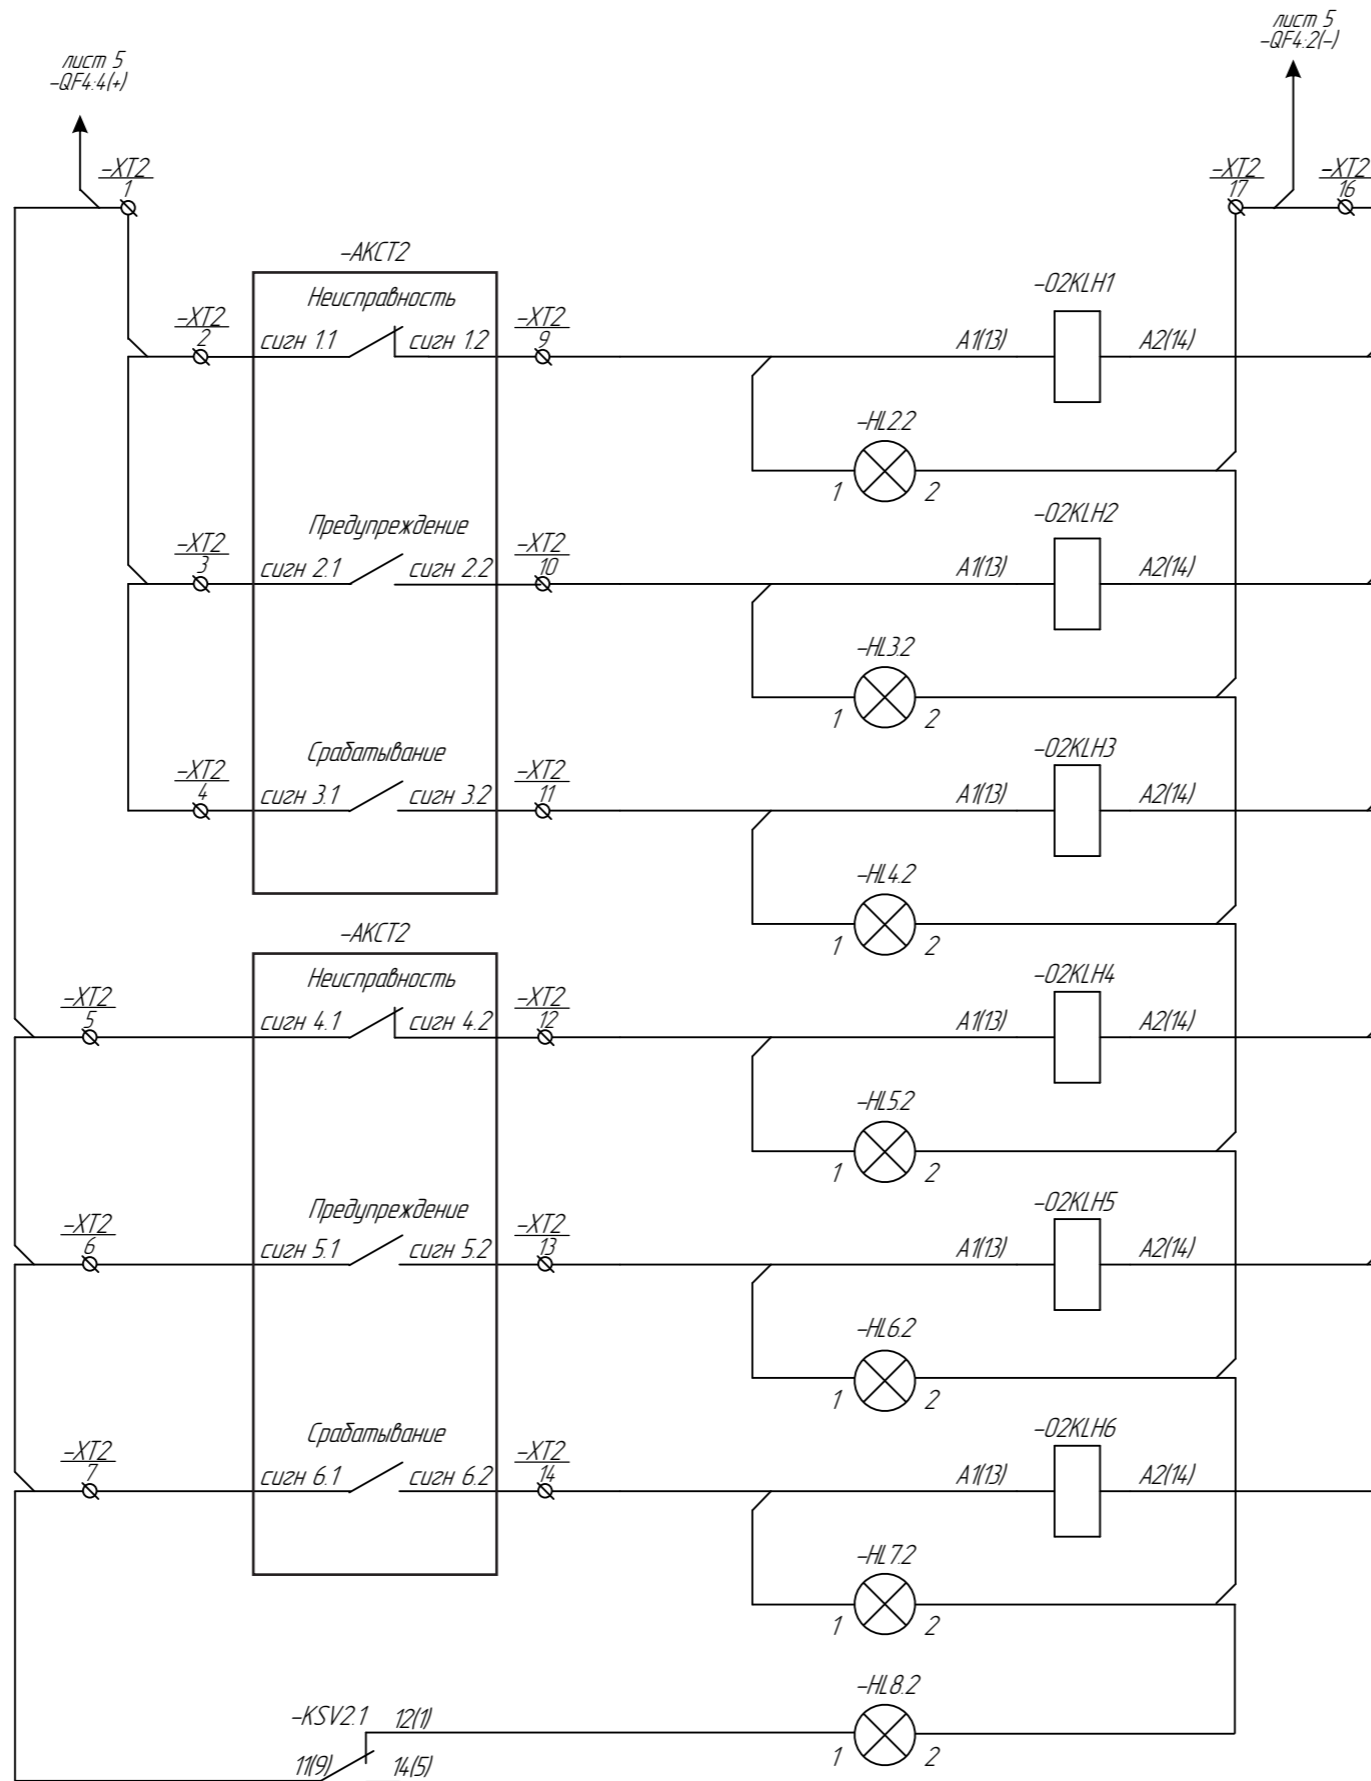 лист 5
-QF4:4(+)
лист 5
-QF4:2(-)
-XT2
1
-XT2
17
-XT2
16
-АКСТ2
Неисправность
-XT2
2
сигн 1.1
сигн 1.2
-XT2
9
A1(13)
-02KLH1
A2(14)
-HL2.2
1
2
Предупреждение
-XT2
3
сигн 2.1
сигн 2.2
-XT2
10
A1(13)
-02KLH2
A2(14)
-HL3.2
1
2
Срабатывание
-XT2
4
сигн 3.1
сигн 3.2
-XT2
11
A1(13)
-02KLH3
A2(14)
-HL4.2
1
2
-АКСТ2
Неисправность
-XT2
5
сигн 4.1
сигн 4.2
-XT2
12
A1(13)
-02KLH4
A2(14)
-HL5.2
1
2
Предупреждение
-XT2
6
сигн 5.1
сигн 5.2
-XT2
13
A1(13)
-02KLH5
A2(14)
-HL6.2
1
2
Срабатывание
-XT2
7
сигн 6.1
сигн 6.2
-XT2
14
A1(13)
-02KLH6
A2(14)
-HL7.2
1
2
-KSV2.1
12(1)
11(9)
14(5)
-HL8.2
1
2